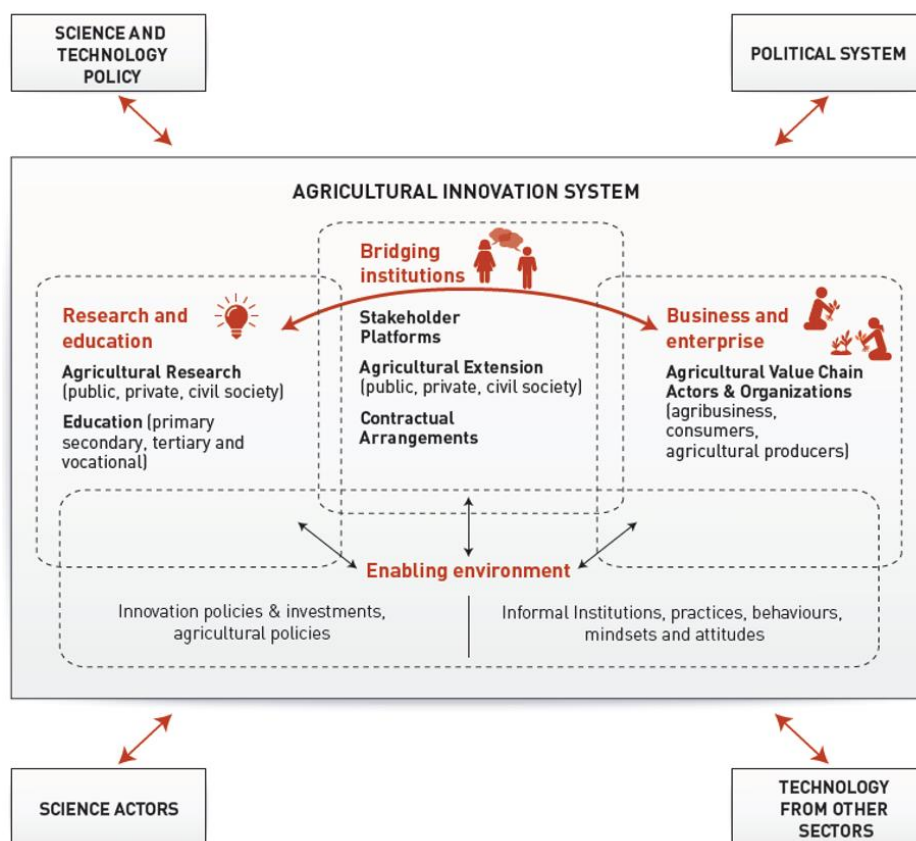 SCIENCE AND
TECHNOLOGY
POLICY
POLITICAL SYSTEM
AGRICULTURAL INNOVATION SYSTEM
Research and
education
Agricultural Research
(public, private, civil society)
Education (primary
secondary, tertiary and
vocational)
Bridging
institutions
Stakeholder
Platforms
Agricultural Extension
(public, private, civil society)
Contractual
Arrangements
Business and
enterprise
Agricultural Value Chain
Actors & Organizations
(agribusiness,
consumers,
agricultural producers)
Enabling environment
Innovation policies & investments,
agricultural policies
Informal Institutions, practices, behaviours,
mindsets and attitudes
SCIENCE ACTORS
TECHNOLOGY
FROM OTHER
SECTORS